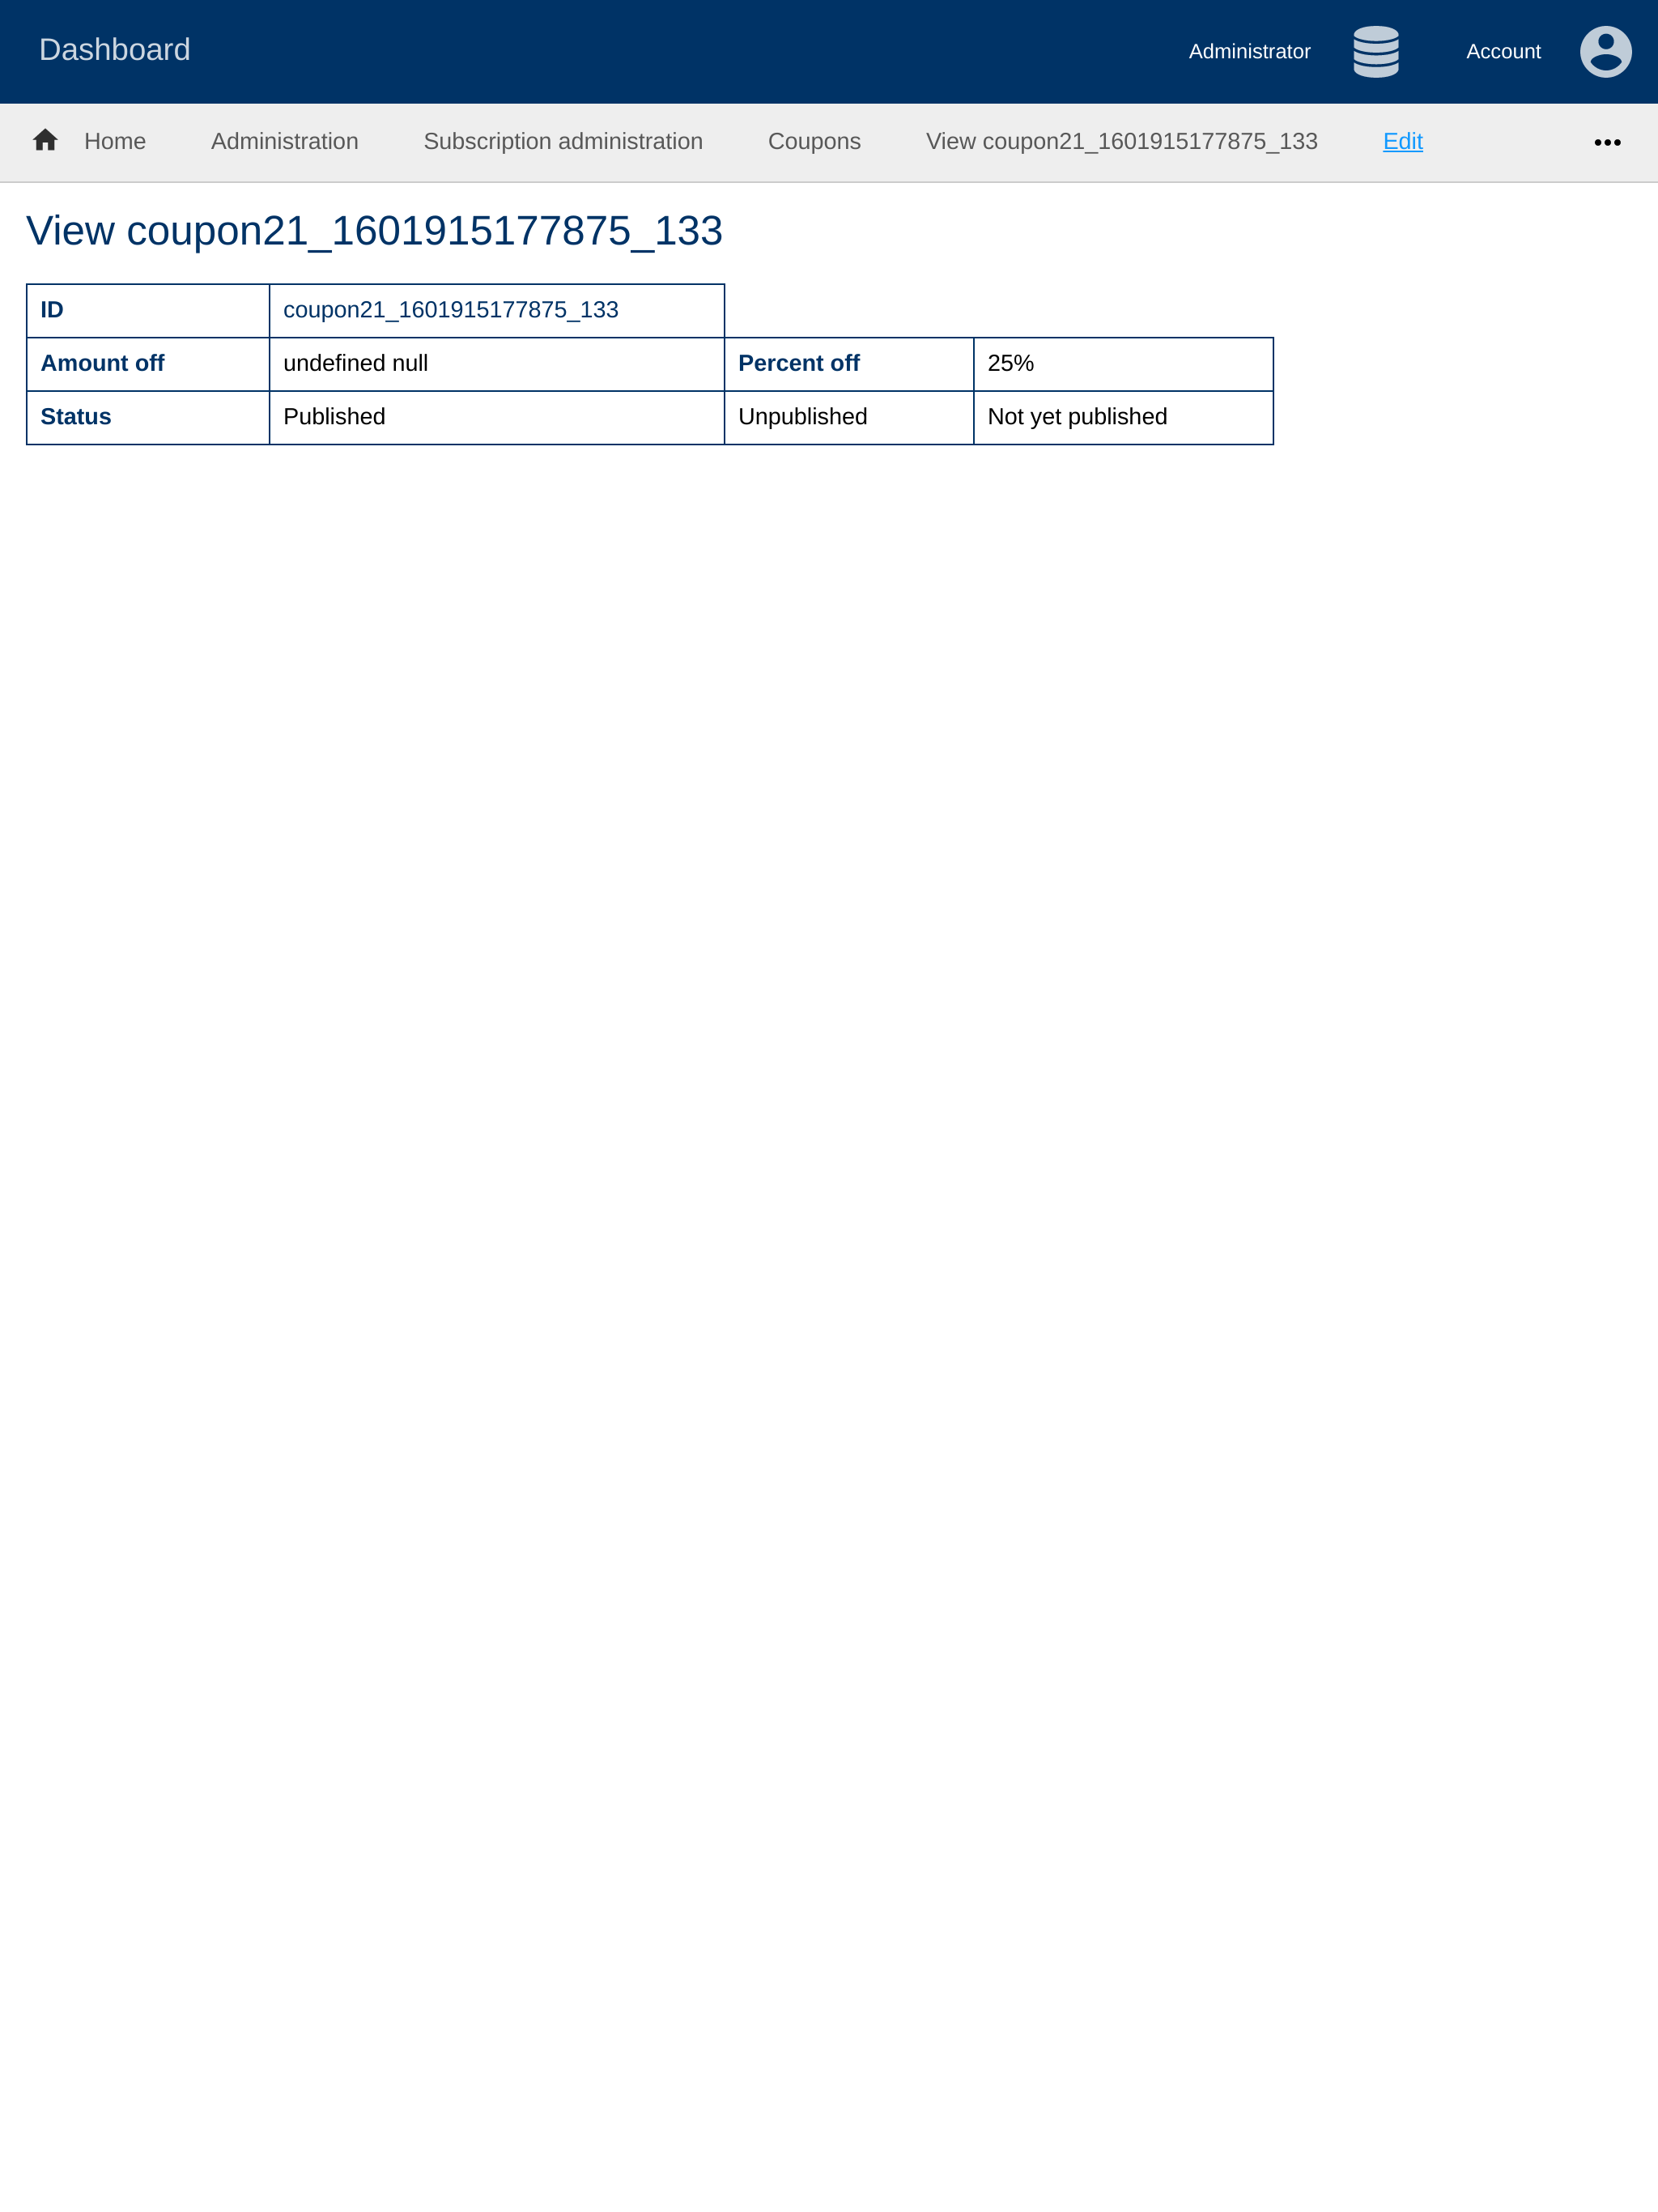 Dashboard Administrator Account
Home Administration Subscription administration Coupons View coupon21_1601915177875_133 Edit
View coupon21_1601915177875_133
ID coupon21_1601915177875_133
Amount off undefined null Percent off 25%
Status Published Unpublished Not yet published